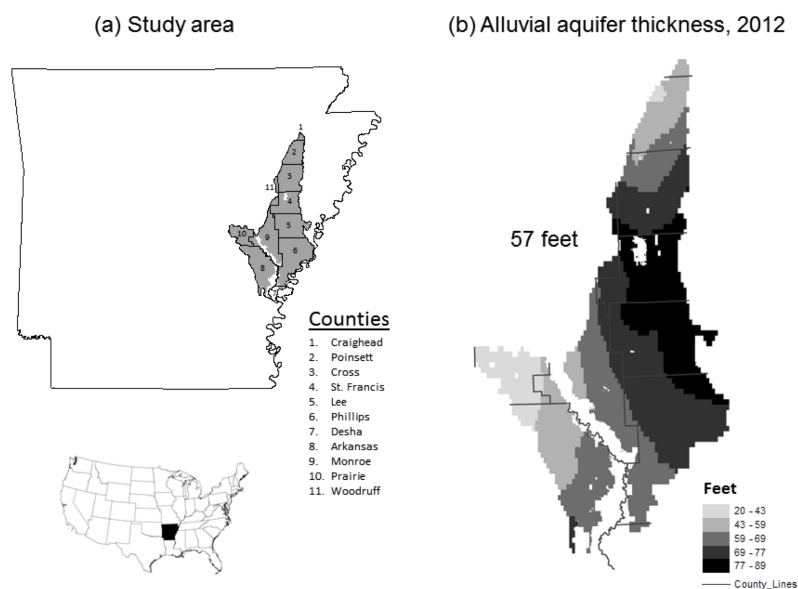 (a) Study area
(b) Alluvial aquifer thickness, 2012
1
2
3
11
4
5
10
9
6
8
7
57 feet
Counties
1. Craighead
2. Poinsett
3. Cross
4. St. Francis
5. Lee
6. Phillips
7. Desha
8. Arkansas
9. Monroe
10. Prairie
11. Woodruff
Feet
20 - 43
43 - 59
59 - 69
69 - 77
77 - 89
County_Lines